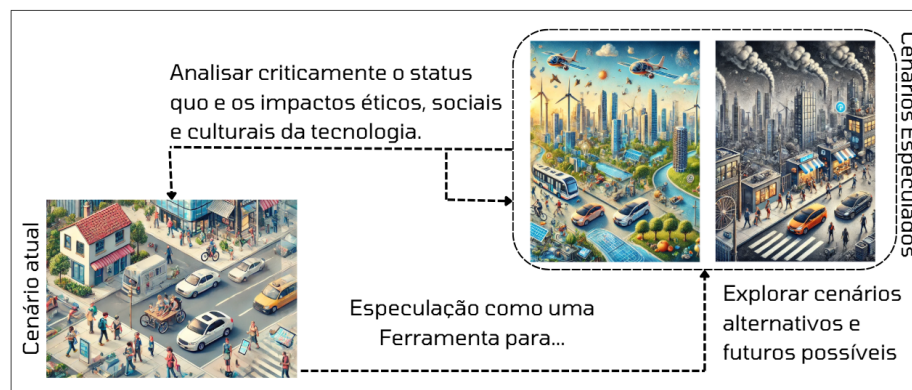 Analisar criticamente o status
quo e os impactos éticos, sociais
e culturais da tecnologia.
Cenários Especulados
Cenário atual
Especulação como uma
Ferramenta para...
Explorar cenários
alternativos e
futuros possíveis